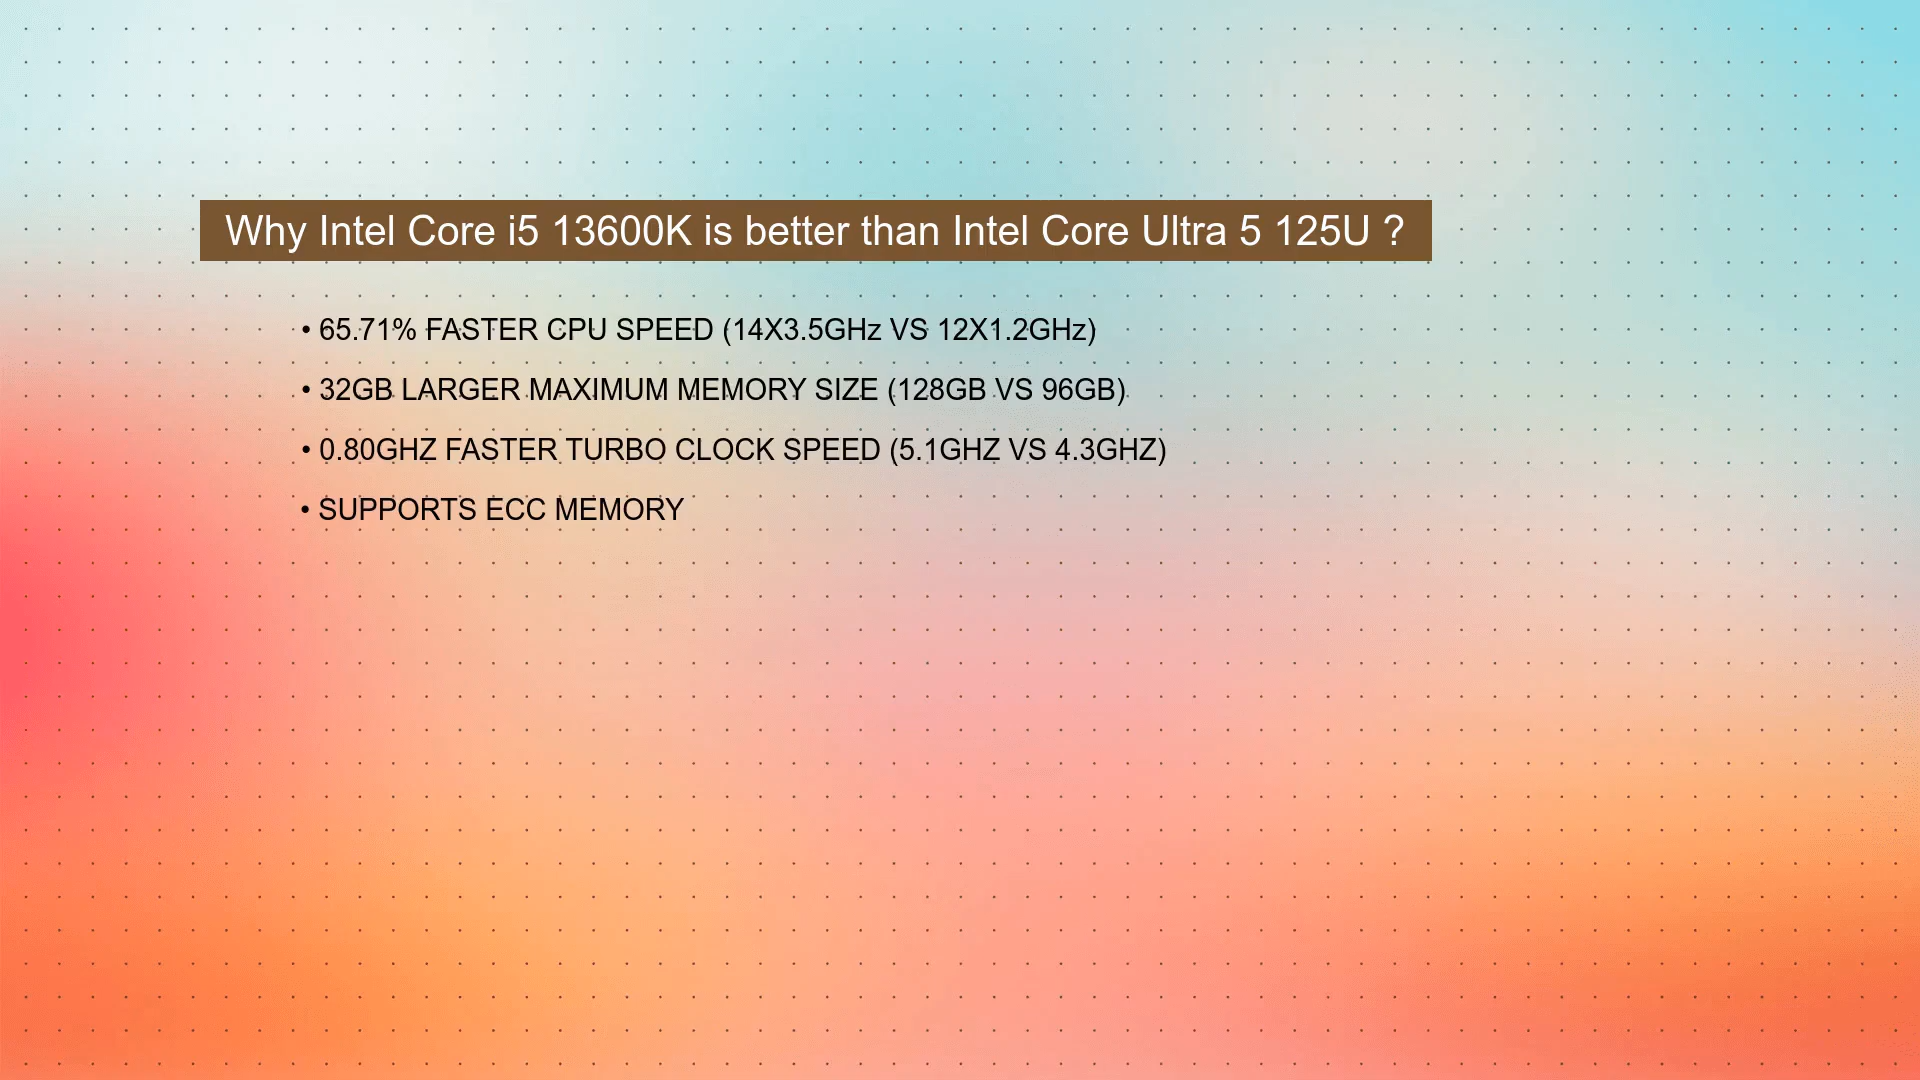 Why Intel Core i5 13600K is better than Intel Core Ultra 5 125U ?
• 65.71% FASTER CPU SPEED (14X3.5GHz VS 12X1.2GHz)
• 32GB LARGER MAXIMUM MEMORY SIZE (128GB VS 96GB)
• 0.80GHZ FASTER TURBO CLOCK SPEED (5.1GHZ VS 4.3GHZ)
• SUPPORTS ECC MEMORY